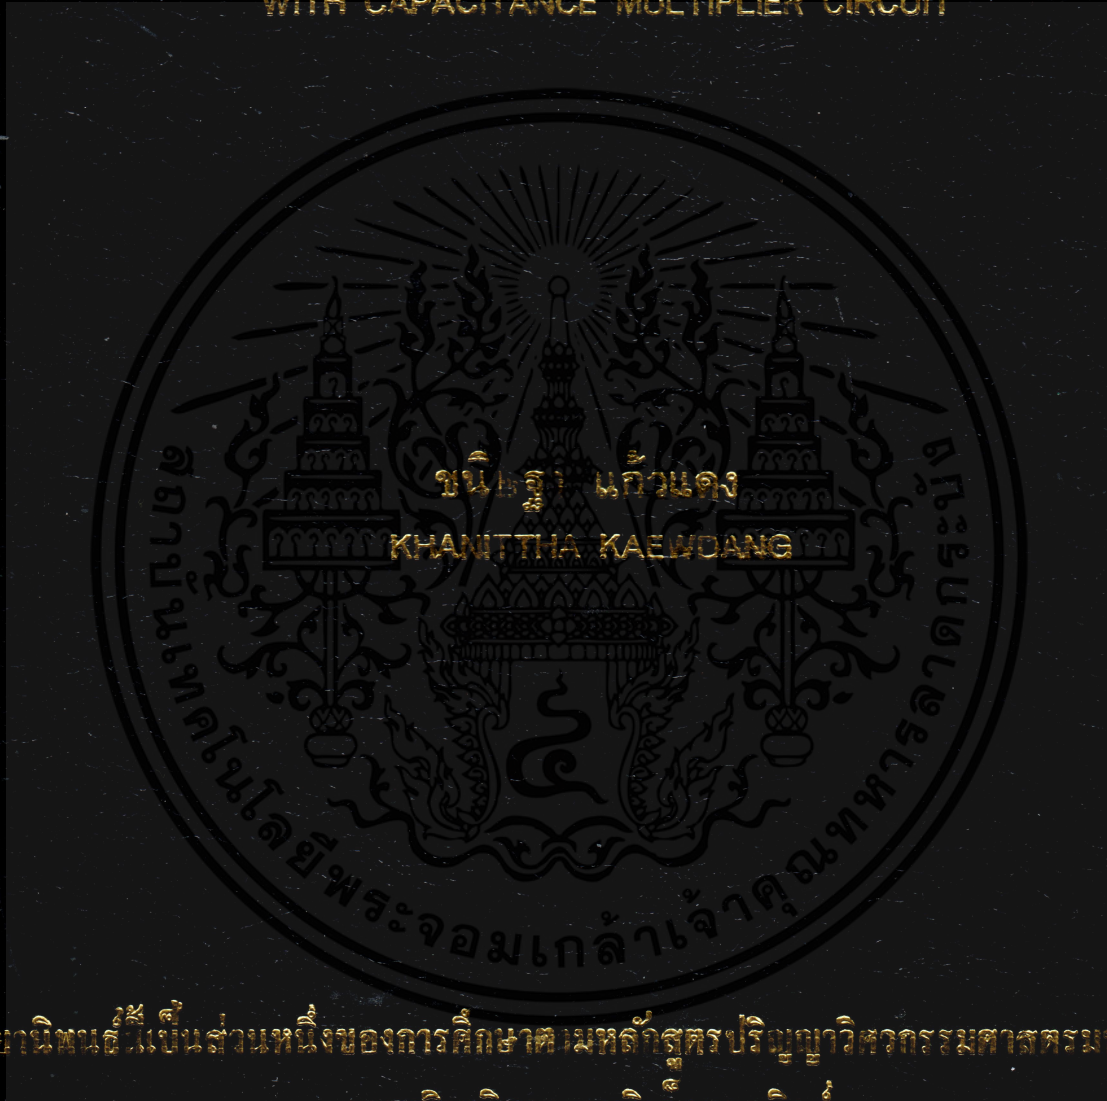 WITH CAPACITANCE MULTIPLIER CIRCUIT
ขนิษฐา แก้วแดง
KHANITTHA KAEWDANG
สถาบันเทคโนโลยีพระจอมเกล้าเจ้าคุณทหารลาดกระบัง
๔
ยานิพนธ์นี้เป็นส่วนหนึ่งของการศึกษาตามหลักสูตรปริญญาวิศวกรรมศาสตรม